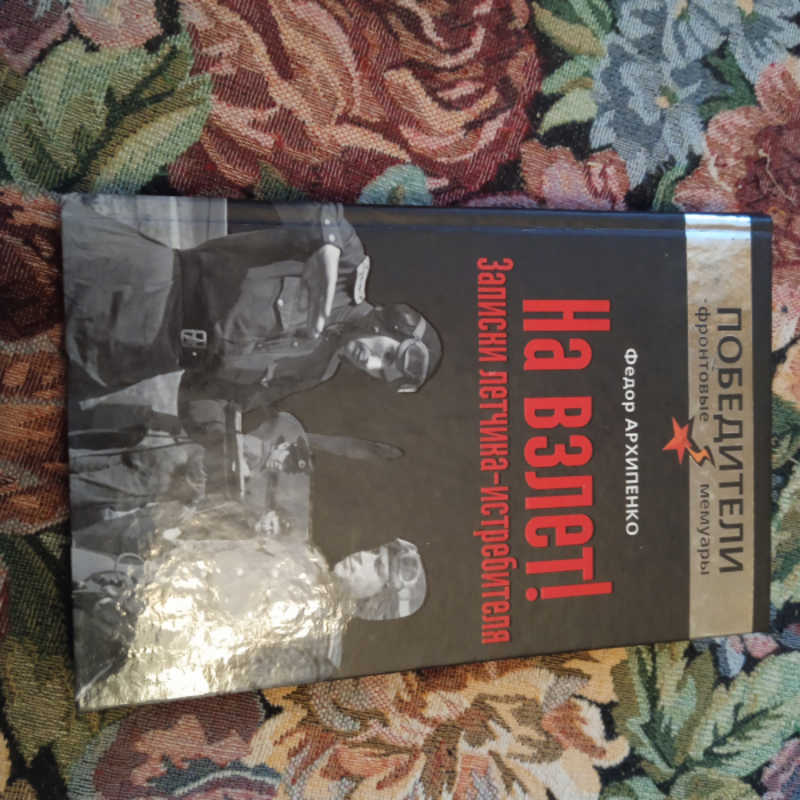 ПОБЕДИТЕЛИ
фронтовые мемуары
Федор АРХИПЕНКО
На взлет!
Записки летчика-истребителя